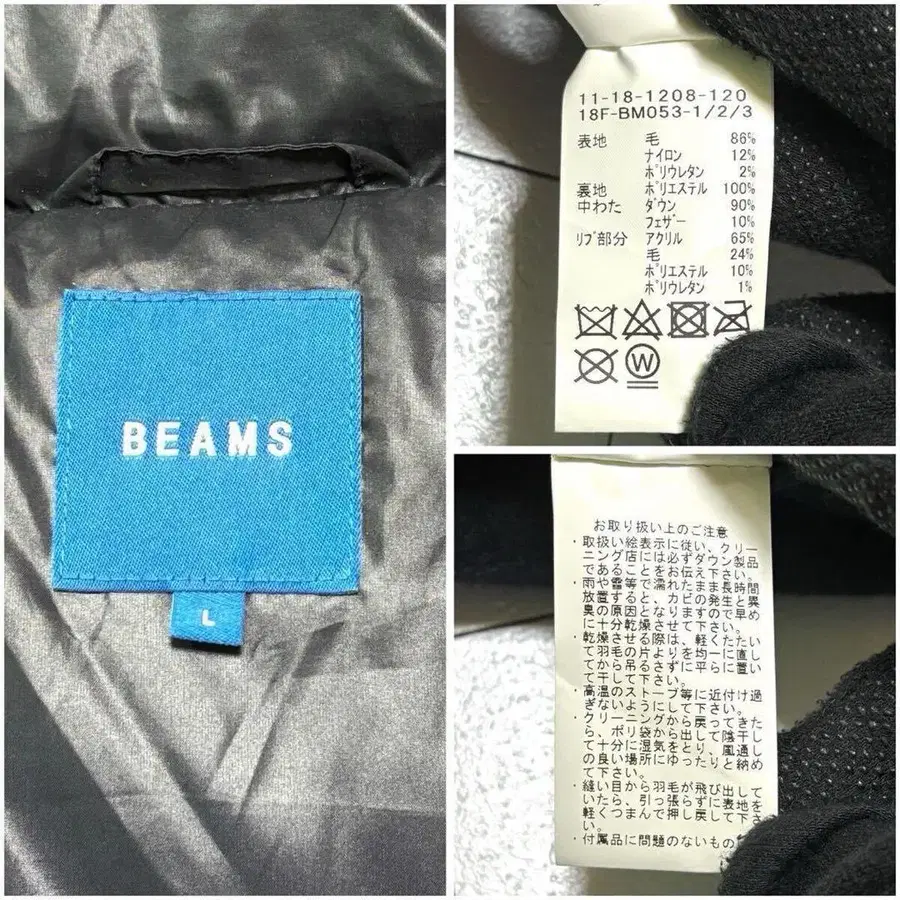 BEAMS
L
11-18-1208-120
18F-BM053-1/2/3
表地 毛 86%
ナイロン 12%
ポリウレタン 2%
裏地 ポリエステル 100%
中わた ダウン 90%
フェザー 10%
リブ部分 アクリル 65%
毛 24%
ポリエステル 10%
ポリウレタン 1%
W
お取り扱い上のご注意
・取扱い絵表示に従い、クリー
ニング店には必ずダウン製品
であることをお伝え下さい。
・雨や雪等で濡れたまま長時間
放置すると、カビの発生と異
臭の原因となりますので早め
に十分乾燥させて下さい。
・乾燥させる際は、軽くたたい
て羽毛の片よりを均一に直し
てから吊るさずに平らに置い
て干して下さい。
・高温のストーブ等に近付け過
ぎないようにして下さい。
・クリーニングから戻ってきた
ら、ポリ袋から出して陰干し
て十分に湿気をとり、風通し
の良い場所にゆったりと納め
て下さい。
・縫い目から羽毛が飛び出して
いたら、引っ張らずに表地を
軽くつまんで押し戻して下さ
い。
・付属品に問題のないもの